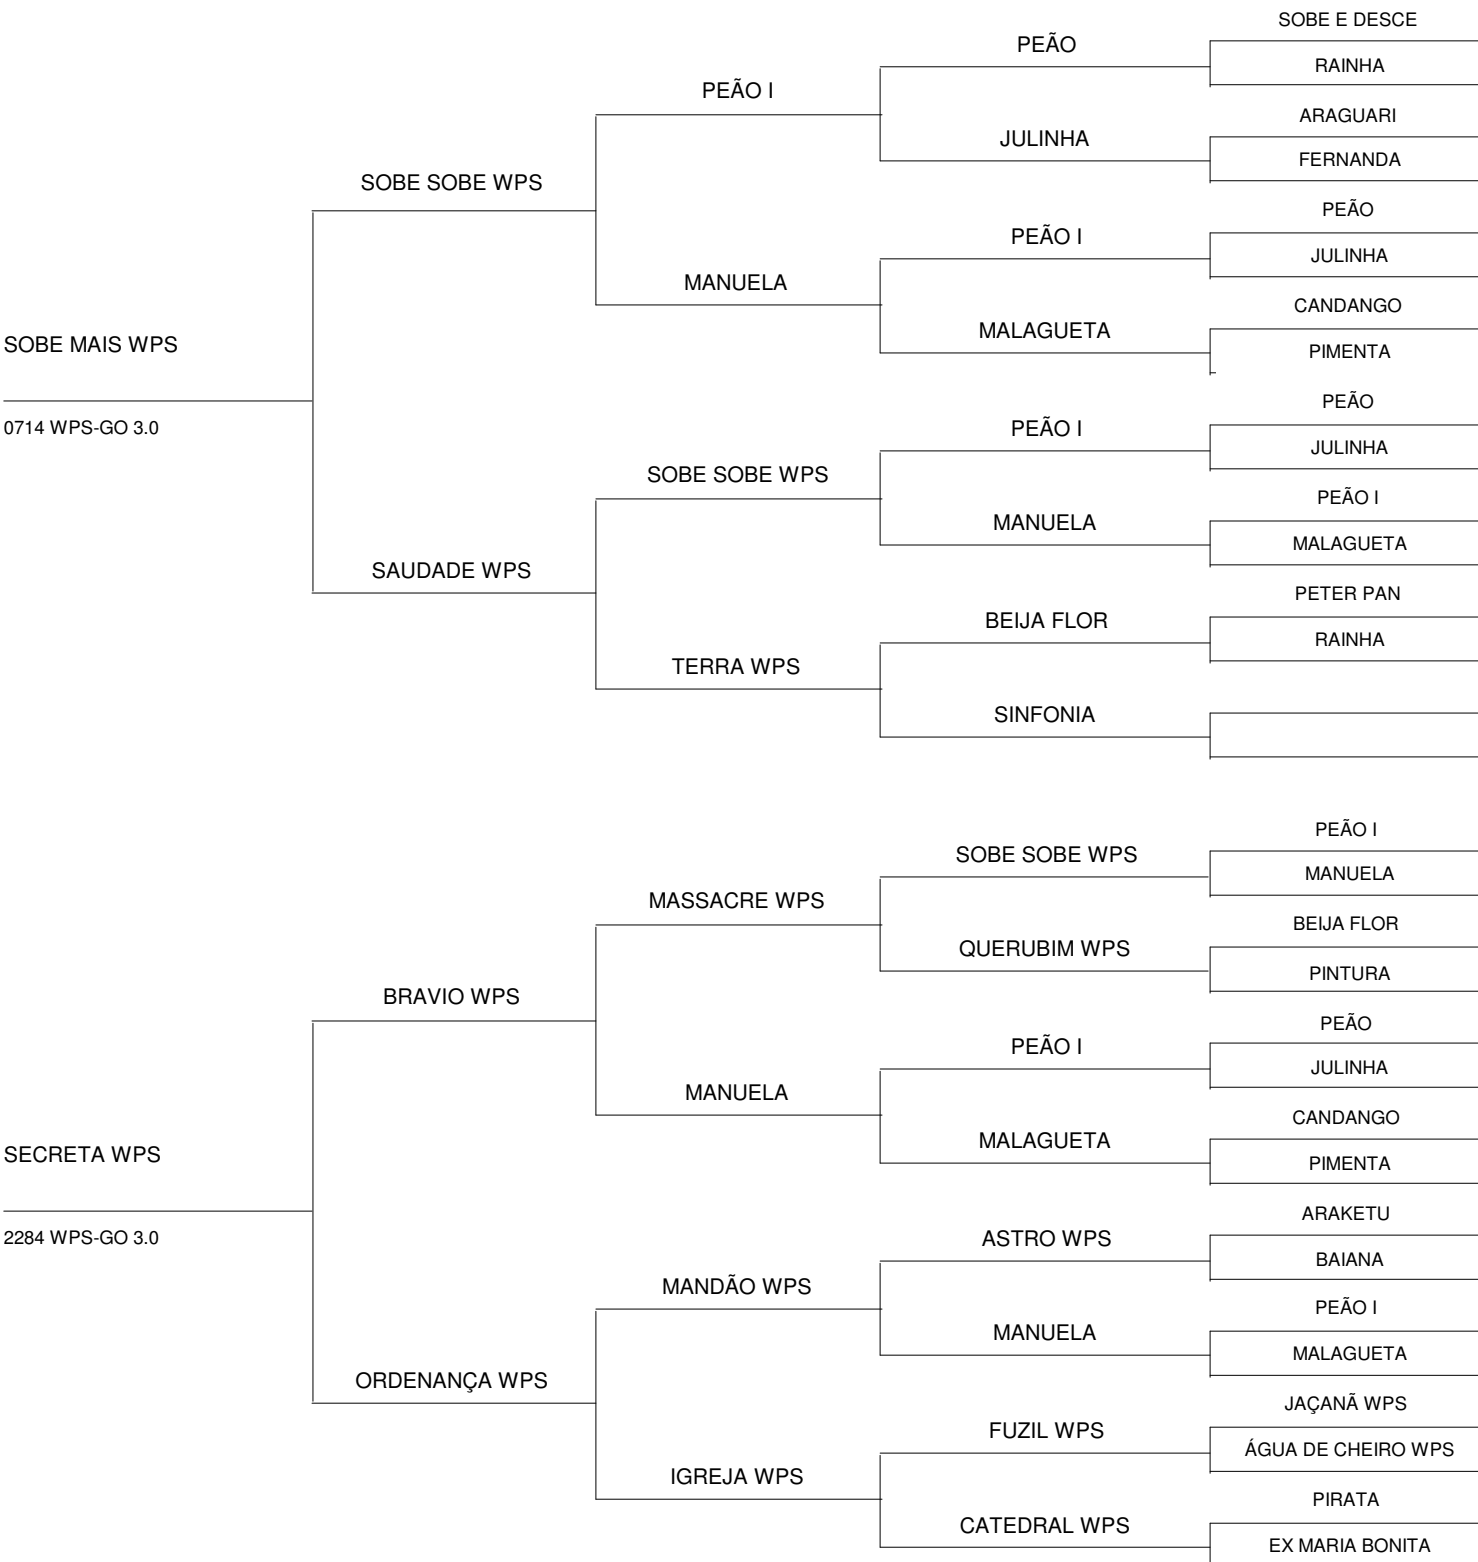 SOBE E DESCE
PEÃO
RAINHA
PEÃO I
ARAGUARI
JULINHA
FERNANDA
SOBE SOBE WPS
PEÃO
PEÃO I
JULINHA
MANUELA
CANDANGO
MALAGUETA
PIMENTA
SOBE MAIS WPS
0714 WPS-GO 3.0
PEÃO
PEÃO I
JULINHA
SOBE SOBE WPS
PEÃO I
MANUELA
MALAGUETA
SAUDADE WPS
PETER PAN
BEIJA FLOR
RAINHA
TERRA WPS
SINFONIA
PEÃO I
SOBE SOBE WPS
MANUELA
MASSACRE WPS
BEIJA FLOR
QUERUBIM WPS
PINTURA
BRAVIO WPS
PEÃO
PEÃO I
JULINHA
MANUELA
CANDANGO
MALAGUETA
PIMENTA
SECRETA WPS
2284 WPS-GO 3.0
ARAKETU
ASTRO WPS
BAIANA
MANDÃO WPS
PEÃO I
MANUELA
MALAGUETA
ORDENANÇA WPS
JAÇANÃ WPS
FUZIL WPS
ÁGUA DE CHEIRO WPS
IGREJA WPS
PIRATA
CATEDRAL WPS
EX MARIA BONITA